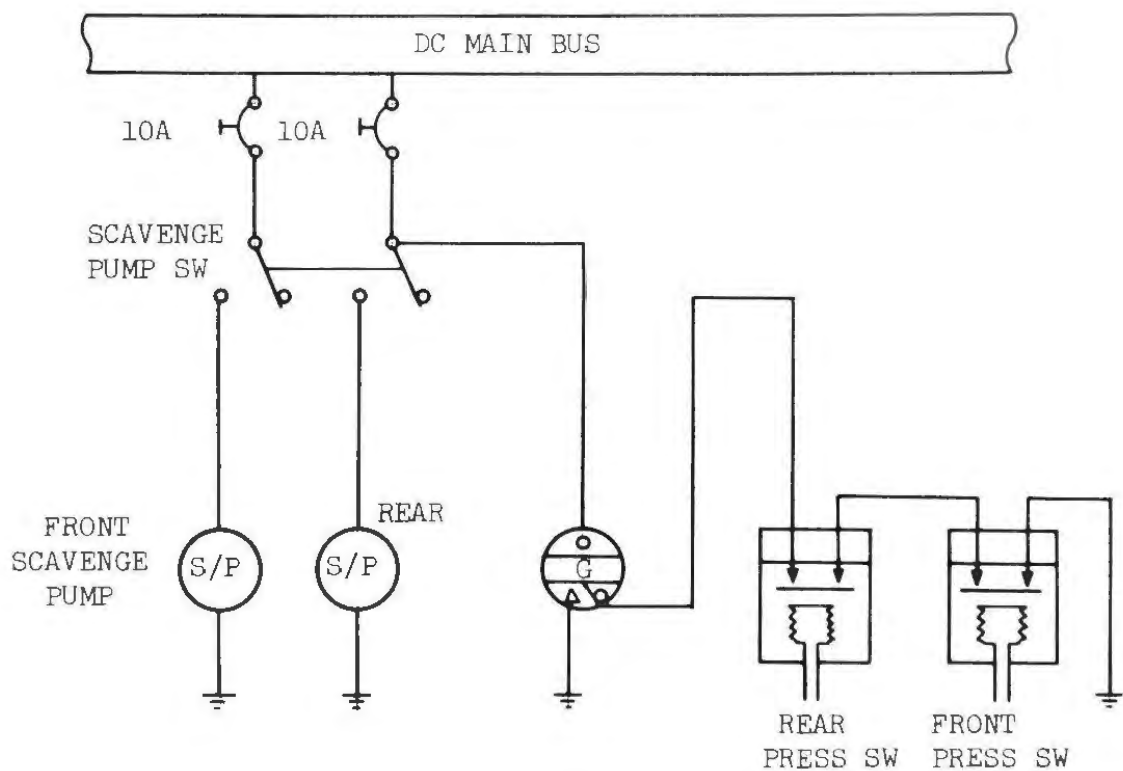 DC MAIN BUS
10A
10A
SCAVENGE
PUMP SW
FRONT
SCAVENGE
PUMP
S/P
REAR
S/P
G
REAR
PRESS SW
FRONT
PRESS SW